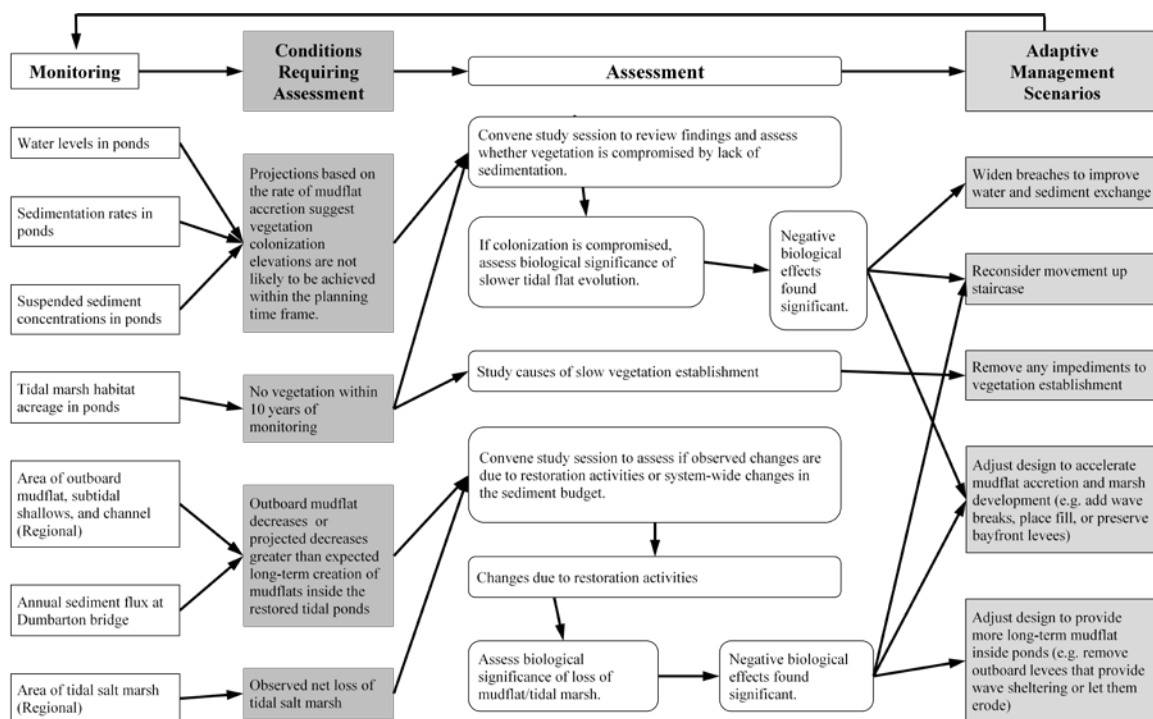 Monitoring
Conditions
Requiring
Assessment
Assessment
Adaptive
Management
Scenarios
Water levels in ponds
Sedimentation rates in
ponds
Suspended sediment
concentrations in ponds
Tidal marsh habitat
acreage in ponds
Area of outboard
mudflat, subtidal
shallows, and channel
(Regional)
Annual sediment flux at
Dumbarton bridge
Area of tidal salt marsh
(Regional)
Projections based on
the rate of mudflat
accretion suggest
vegetation
colonization
elevations are not
likely to be achieved
within the planning
time frame.
No vegetation within
10 years of
monitoring
Outboard mudflat
decreases or
projected decreases
greater than expected
long-term creation of
mudflats inside the
restored tidal ponds
Observed net loss of
tidal salt marsh
Convene study session to review findings and assess
whether vegetation is compromised by lack of
sedimentation.
If colonization is compromised,
assess biological significance of
slower tidal flat evolution.
Negative
biological
effects
found
significant.
Study causes of slow vegetation establishment
Convene study session to assess if observed changes are
due to restoration activities or system-wide changes in
the sediment budget.
Changes due to restoration activities
Assess biological
significance of loss of
mudflat/tidal marsh.
Negative biological
effects found
significant.
Widen breaches to improve
water and sediment exchange
Reconsider movement up
staircase
Remove any impediments to
vegetation establishment
Adjust design to accelerate
mudflat accretion and marsh
development (e.g. add wave
breaks, place fill, or preserve
bayfront levees)
Adjust design to provide
more long-term mudflat
inside ponds (e.g. remove
outboard levees that provide
wave sheltering or let them
erode)